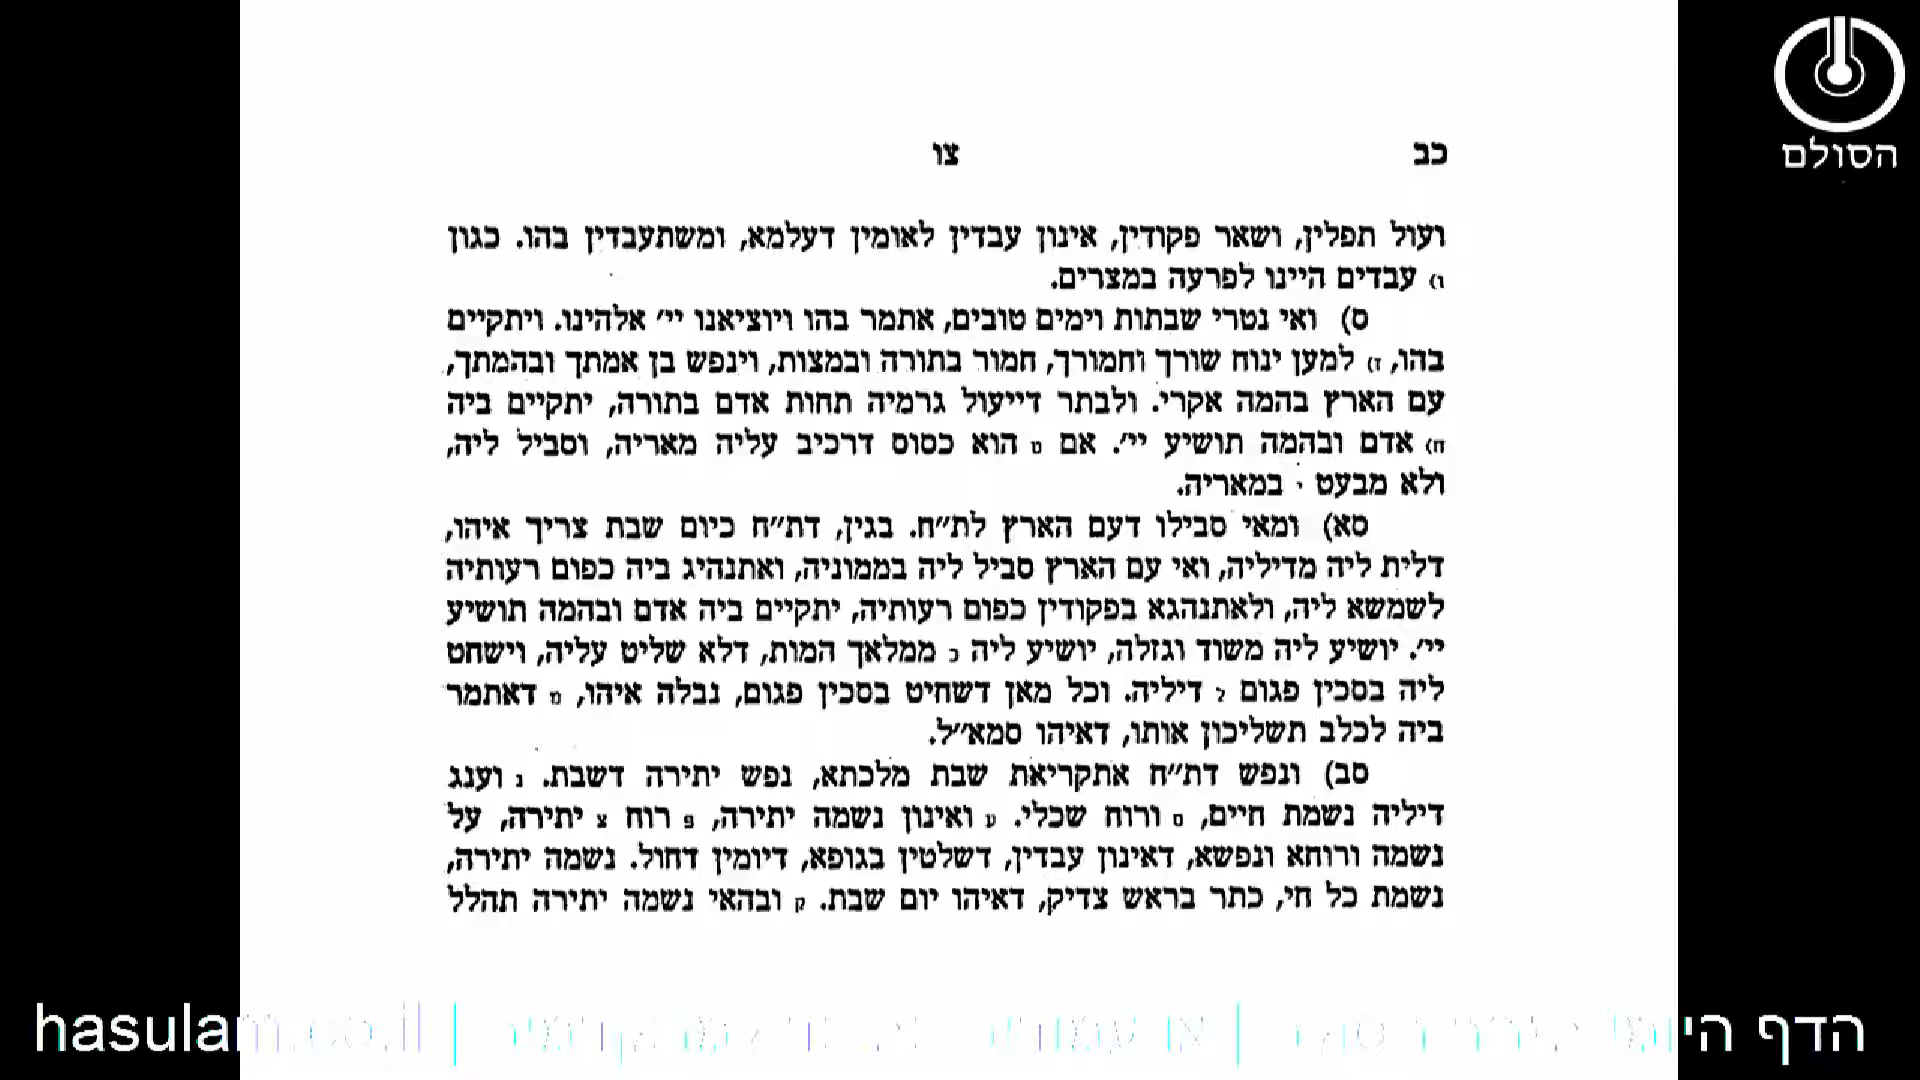 הסולם
כב צו
ועול תפלין, ושאר פקודין, אינון עבדין לאומין דעלמא, ומשתעבדין בהו. כגון
ו) עבדים היינו לפרעה במצרים.
ס) ואי נטרי שבתות וימים טובים, אתמר בהו ויוציאנו יי׳ אלהינו. ויתקיים
בהו, ז) למען ינוח שורך וחמורך, חמור בתורה ובמצות, וינפש בן אמתך ובהמתך,
עם הארץ בהמה אקרי. ולבתר דייעול גרמיה תחות אדם בתורה, יתקיים ביה
ח) אדם ובהמה תושיע יי׳. אם ט הוא כסוס דרכיב עליה מאריה, וסביל ליה,
ולא מבעט י במאריה.
סא) ומאי סבילו דעם הארץ לת״ח. בגין, דת״ח כיום שבת צריך איהו,
דלית ליה מדיליה, ואי עם הארץ סביל ליה בממוניה, ואתנהיג ביה כפום רעותיה
לשמשא ליה, ולאתנהגא בפקודין כפום רעותיה, יתקיים ביה אדם ובהמה תושיע
יי׳. יושיע ליה משוד וגזלה, יושיע ליה כ ממלאך המות, דלא שליט עליה, וישחט
ליה בסכין פגום ל דיליה. וכל מאן דשחיט בסכין פגום, נבלה איהו, מ דאתמר
ביה לכלב תשליכון אותו, דאיהו סמא״ל.
סב) ונפש דת״ח אתקריאת שבת מלכתא, נפש יתירה דשבת. נ וענג
דיליה נשמת חיים, ס ורוח שכלי. ע ואינון נשמה יתירה, פ רוח צ יתירה, על
נשמה ורוחא ונפשא, דאינון עבדין, דשלטין בגופא, דיומין דחול. נשמה יתירה,
נשמת כל חי, כתר בראש צדיק, דאיהו יום שבת. ק ובהאי נשמה יתירה תהלל
הדף היומי hasulam.co.il